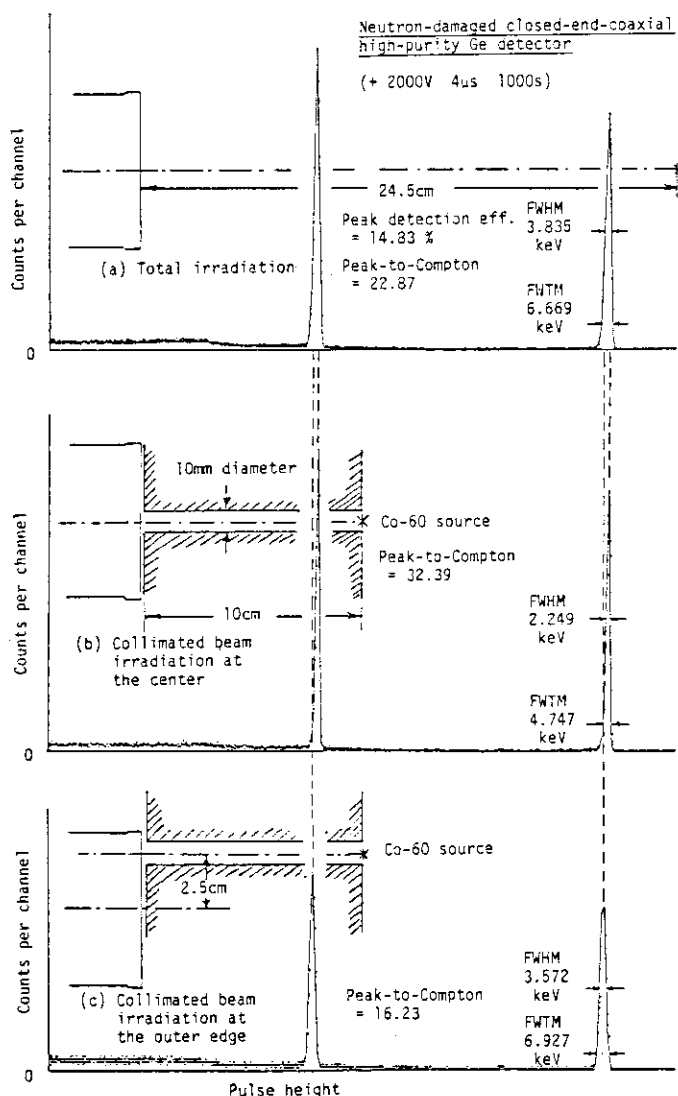 Neutron-damaged closed-end-coaxial
high-purity Ge detector
(+ 2000V 4μs 1000s)
Counts per channel
24.5cm
Peak detection eff.
= 14.83 %
Peak-to-Compton
= 22.87
FWHM
3.835
keV
FWTM
6.669
keV
(a) Total irradiation
0
Counts per channel
10mm diameter
Co-60 source
Peak-to-Compton
= 32.39
10cm
(b) Collimated beam
irradiation at
the center
FWHM
2.249
keV
FWTM
4.747
keV
0
Counts per channel
Co-60 source
2.5cm
(c) Collimated beam
irradiation at
the outer edge
Peak-to-Compton
= 16.23
FWHM
3.572
keV
FWTM
6.927
keV
0
Pulse height